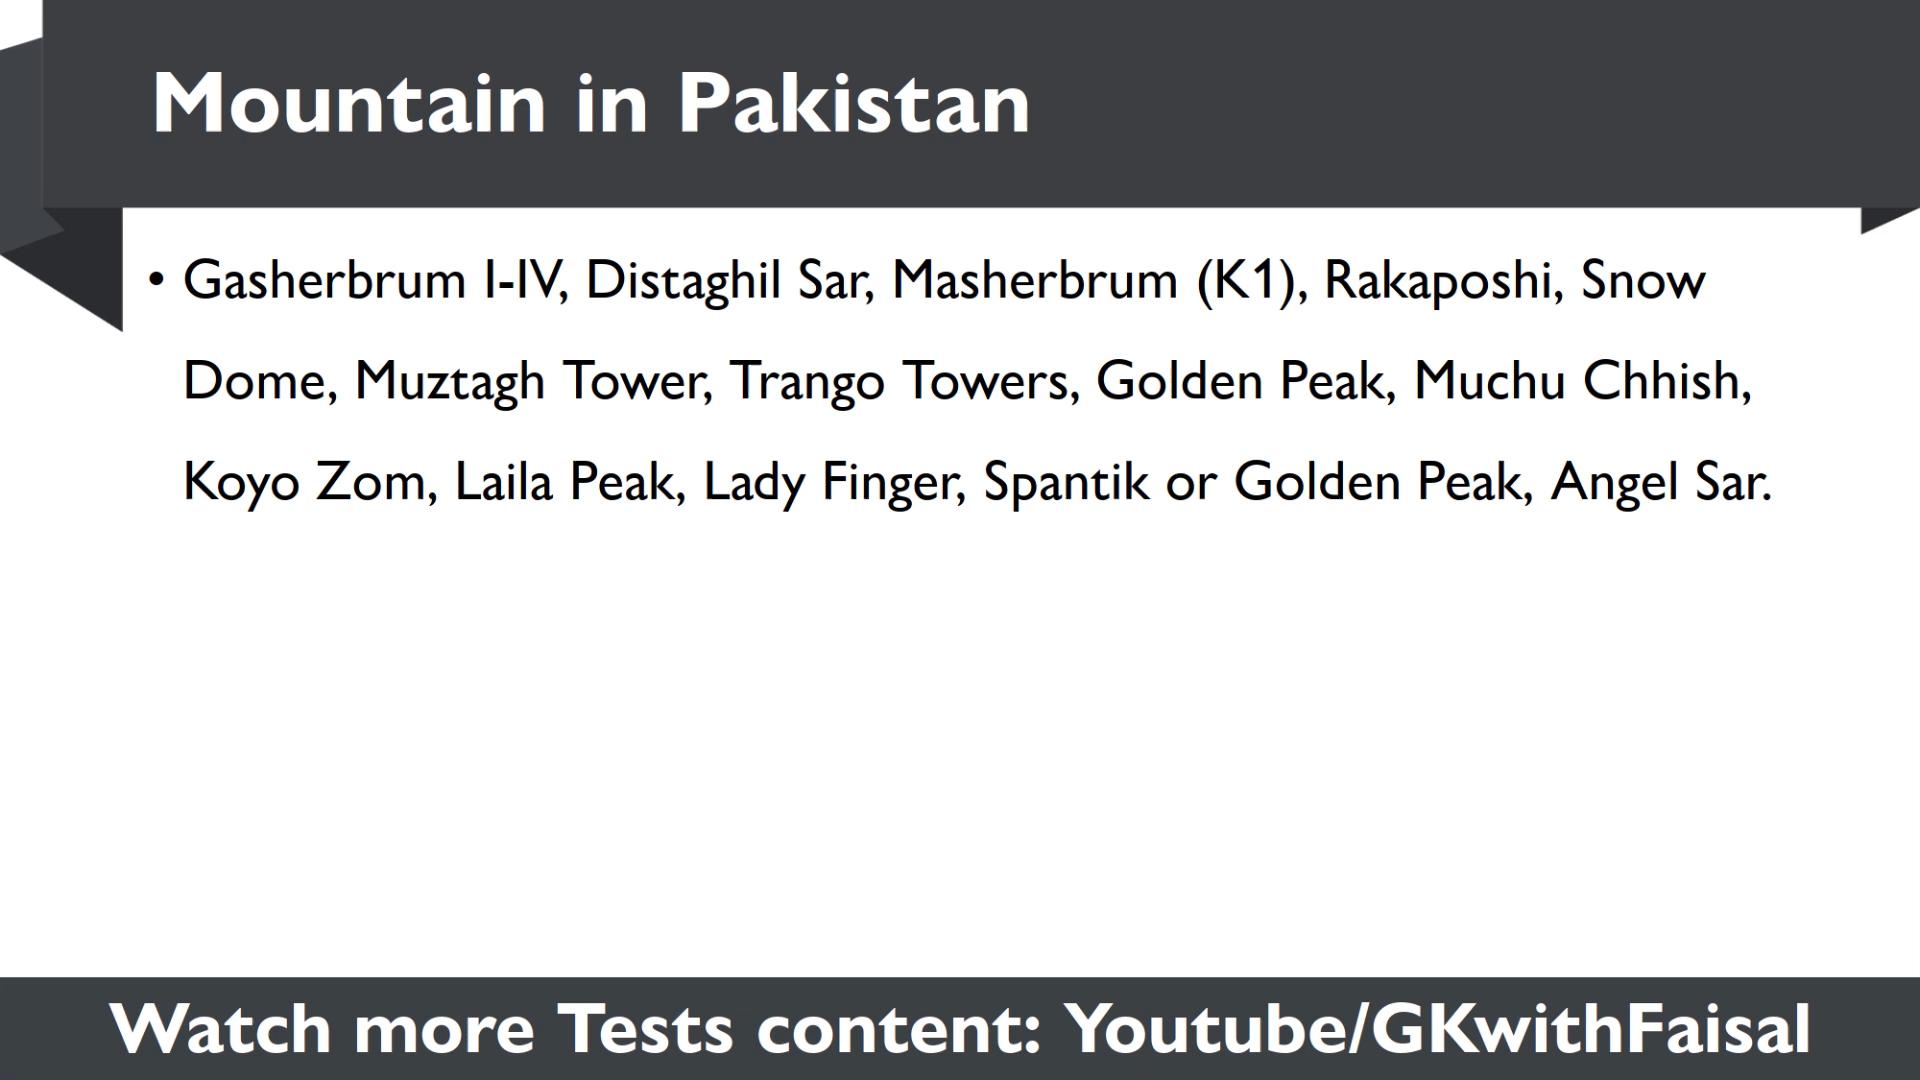 Mountain in Pakistan
• Gasherbrum I-IV, Distaghil Sar, Masherbrum (K1), Rakaposhi, Snow
Dome, Muztagh Tower, Trango Towers, Golden Peak, Muchu Chhish,
Koyo Zom, Laila Peak, Lady Finger, Spantik or Golden Peak, Angel Sar.
Watch more Tests content: Youtube/GKwithFaisal